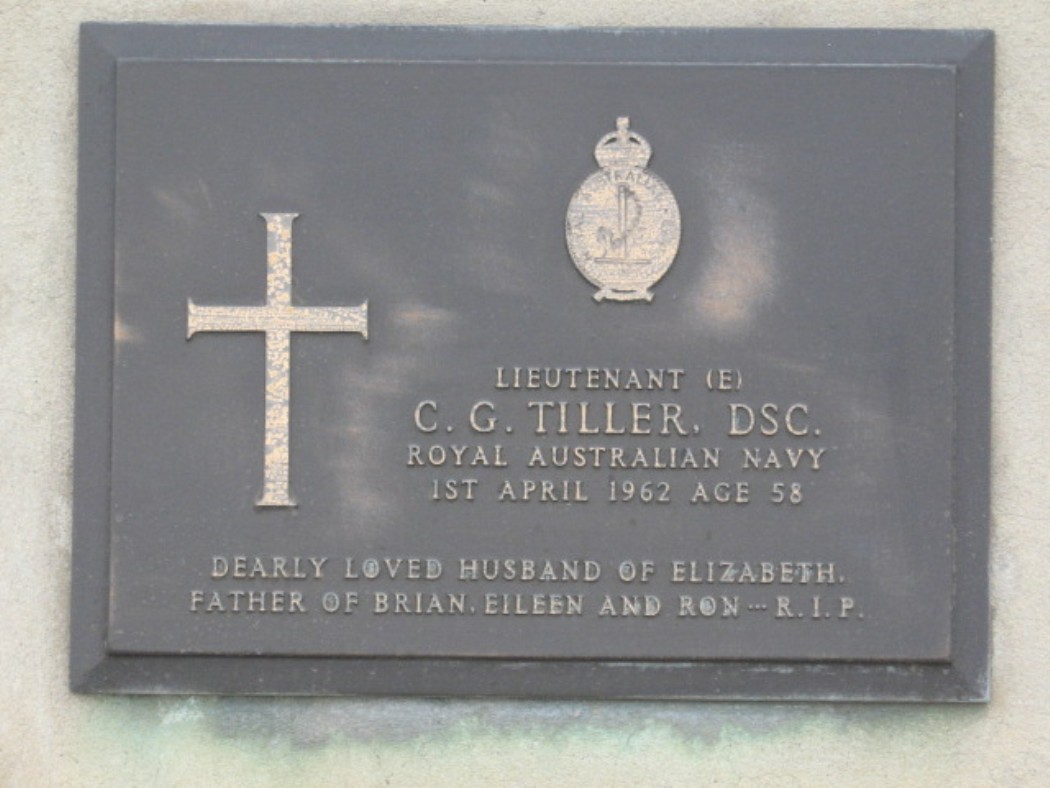 LIEUTENANT (E)
C. G. TILLER, DSC.
ROYAL AUSTRALIAN NAVY
1ST APRIL 1962 AGE 58
DEARLY LOVED HUSBAND OF ELIZABETH.
FATHER OF BRIAN, EILEEN AND RON ... R.I.P.